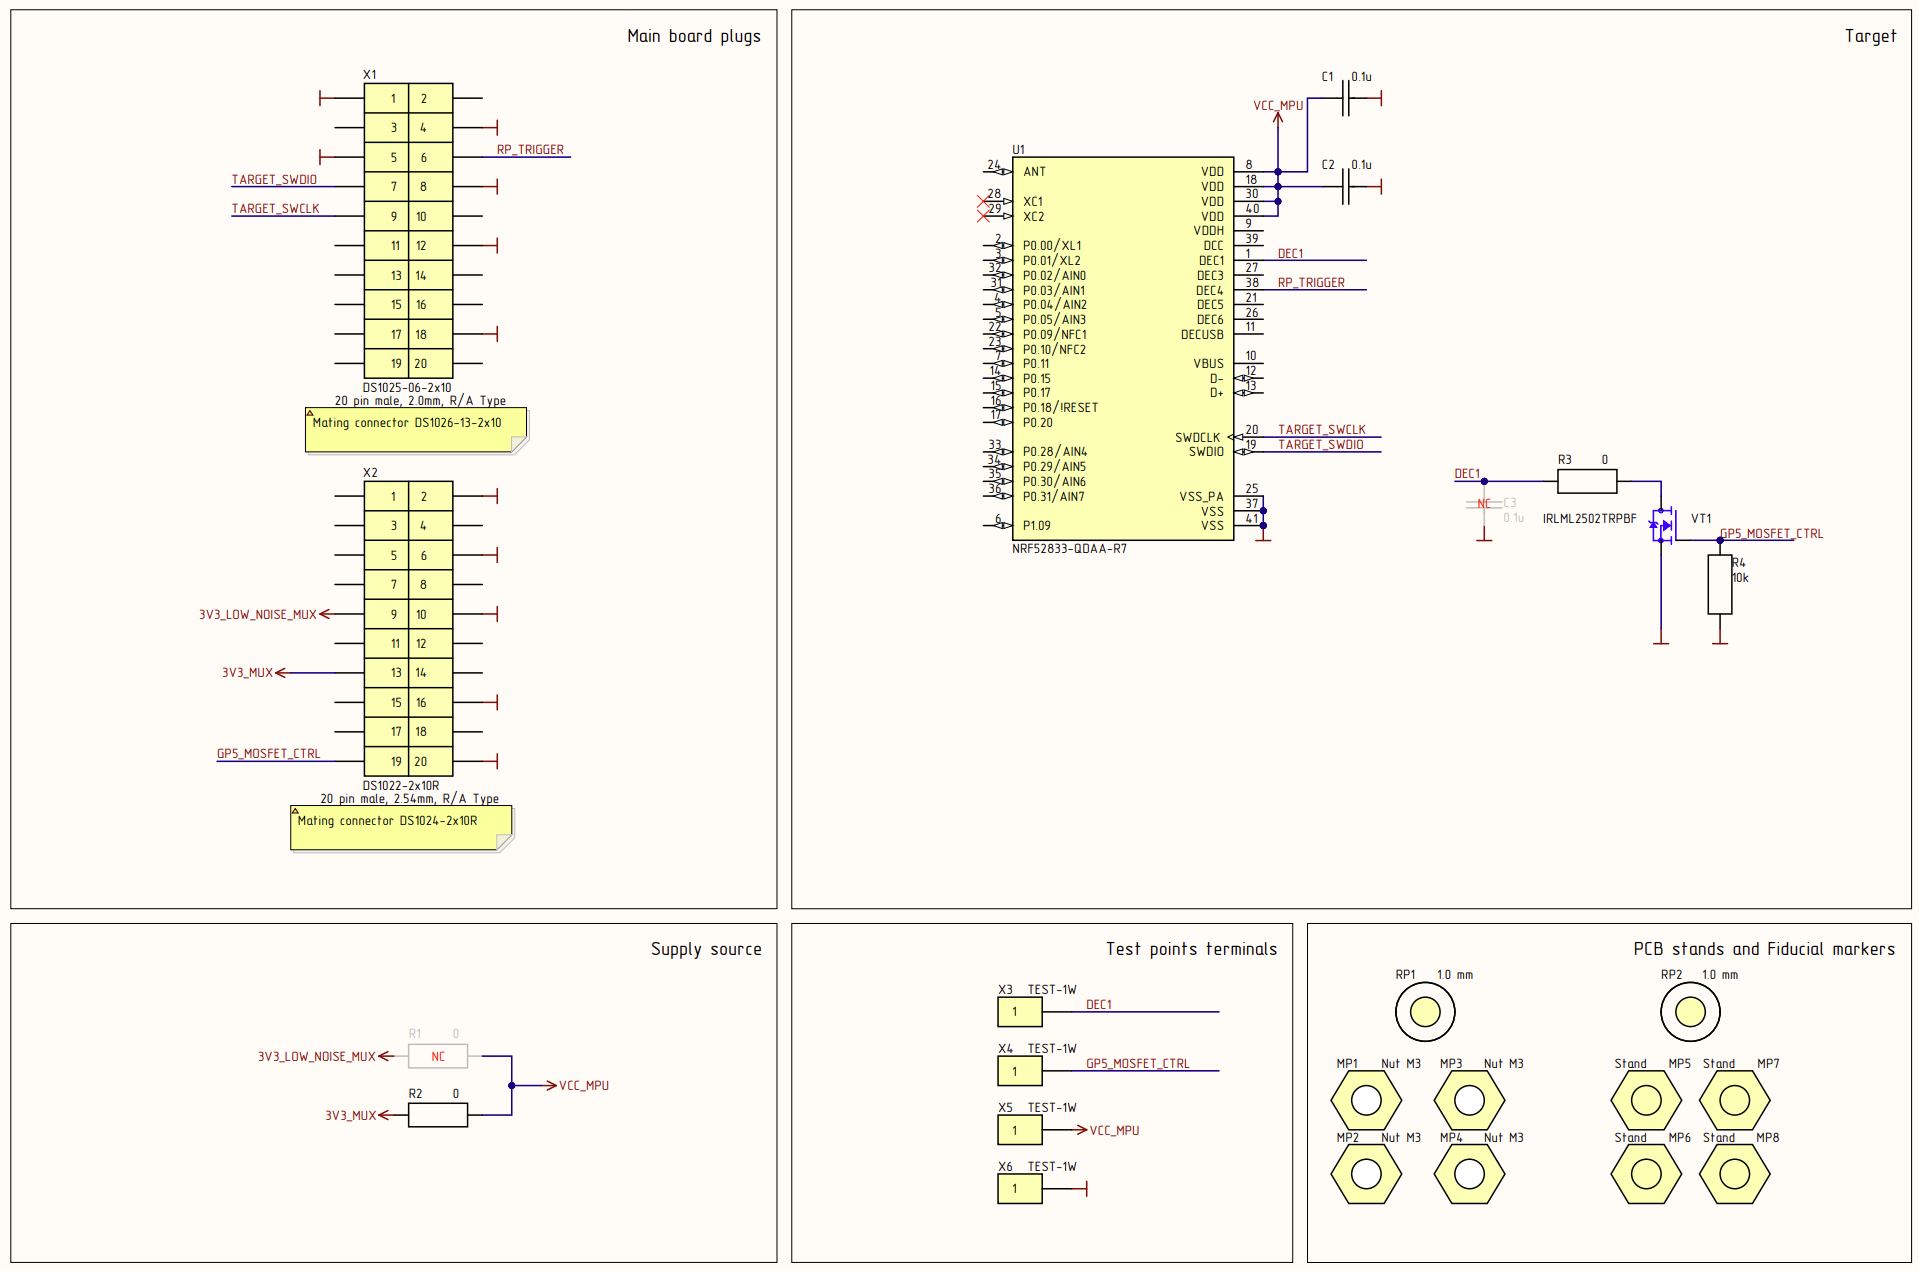 Main board plugs
X1
1 2
3 4
5 6 RP_TRIGGER
TARGET_SWDIO 7 8
TARGET_SWCLK 9 10
11 12
13 14
15 16
17 18
19 20
DS1025-06-2x10
20 pin male, 2.0mm, R/A Type
Mating connector DS1026-13-2x10
X2
1 2
3 4
5 6
7 8
3V3_LOW_NOISE_MUX 9 10
11 12
3V3_MUX 13 14
15 16
17 18
GP5_MOSFET_CTRL 19 20
DS1022-2x10R
20 pin male, 2.54mm, R/A Type
Mating connector DS1024-2x10R
Target
C1 0.1u
VCC_MPU
C2 0.1u
U1
24 ANT
28 XC1
29 XC2
2 P0.00/XL1
3 P0.01/XL2
32 P0.02/AIN0
31 P0.03/AIN1
4 P0.04/AIN2
5 P0.05/AIN3
22 P0.09/NFC1
23 P0.10/NFC2
7 P0.11
14 P0.15
15 P0.17
16 P0.18/!RESET
17 P0.20
33 P0.28/AIN4
34 P0.29/AIN5
35 P0.30/AIN6
36 P0.31/AIN7
6 P1.09
VDD 8
VDD 18
VDD 30
VDD 40
VDDH 9
DCC 39
DEC1 1 DEC1
DEC3 27
DEC4 38 RP_TRIGGER
DEC5 21
DEC6 26
DECUSB 11
VBUS 10
D- 12
D+ 13
SWDCLK 20 TARGET_SWCLK
SWDIO 19 TARGET_SWDIO
VSS_PA 25
VSS 37
VSS 41
NRF52833-QDAA-R7
DEC1
R3 0
NC C3
0.1u
IRLML2502TRPBF
VT1
GP5_MOSFET_CTRL
R4
10k
Supply source
R1 0
3V3_LOW_NOISE_MUX NC
VCC_MPU
R2 0
3V3_MUX
Test points terminals
X3 TEST-1W
1 DEC1
X4 TEST-1W
1 GP5_MOSFET_CTRL
X5 TEST-1W
1 VCC_MPU
X6 TEST-1W
1
PCB stands and Fiducial markers
RP1 1.0 mm
RP2 1.0 mm
MP1 Nut M3 MP3 Nut M3
Stand MP5 Stand MP7
MP2 Nut M3 MP4 Nut M3
Stand MP6 Stand MP8